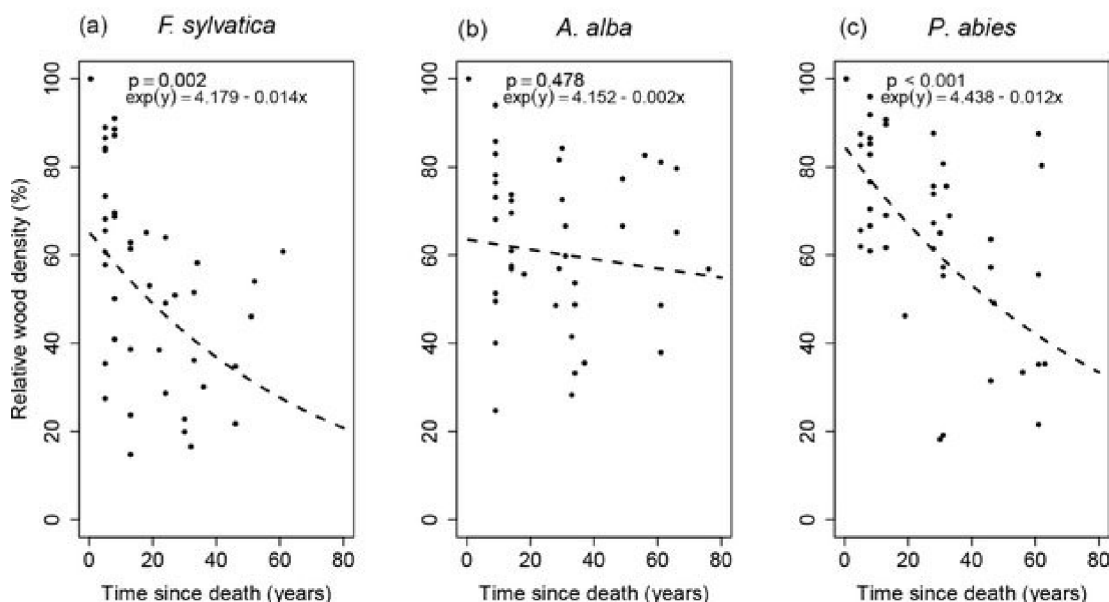 (a) F. sylvatica
(b) A. alba
(c) P. abies
p = 0.002
exp(y) = 4.179 - 0.014x
p = 0.478
exp(y) = 4.152 - 0.002x
p < 0.001
exp(y) = 4.438 - 0.012x
Relative wood density (%)
100
80
60
40
20
0
100
80
60
40
20
0
100
80
60
40
20
0
0 20 40 60 80
0 20 40 60 80
0 20 40 60 80
Time since death (years)
Time since death (years)
Time since death (years)